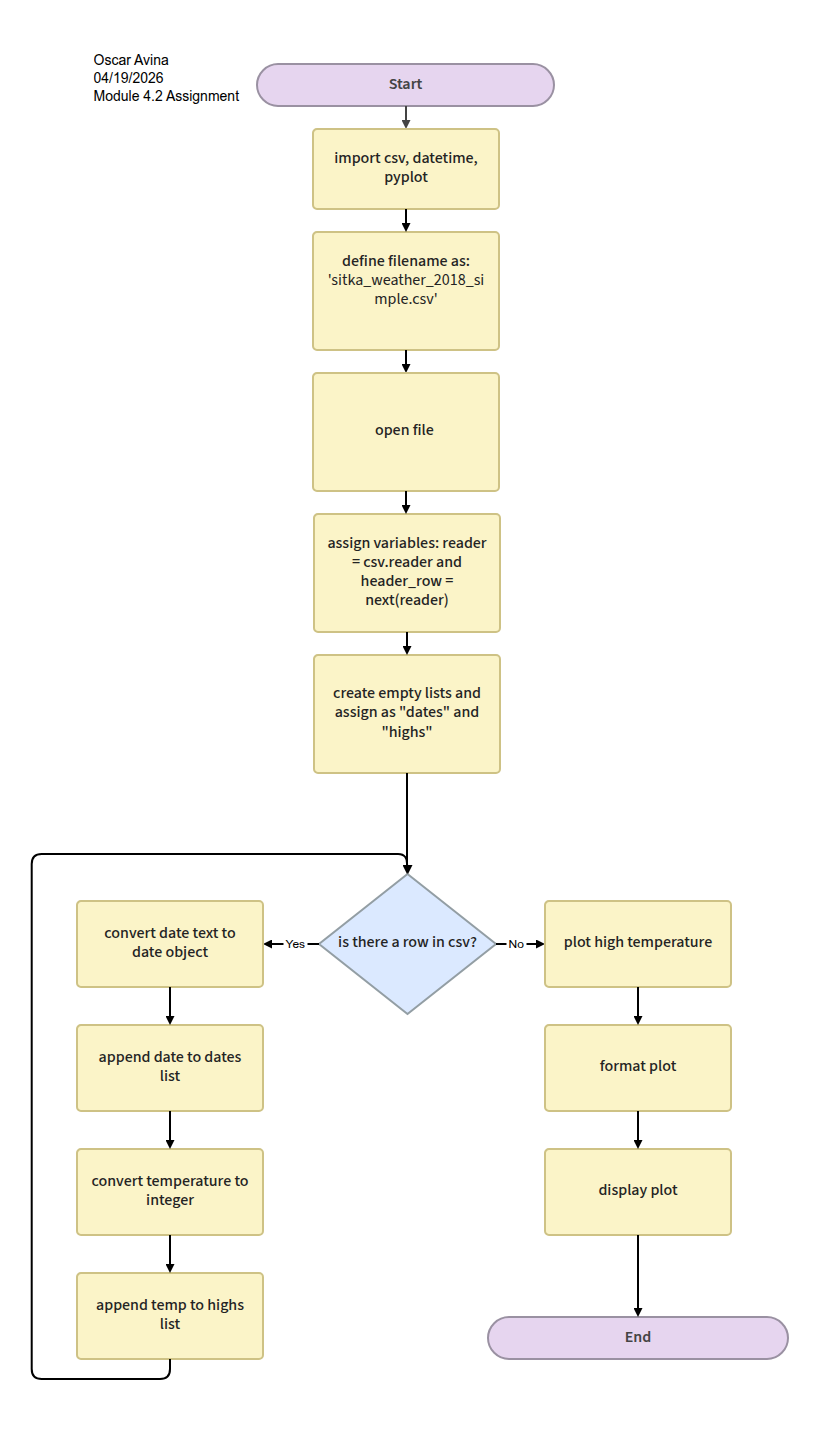 Oscar Avina
04/19/2026
Module 4.2 Assignment
Start
import csv, datetime,
pyplot
define filename as:
'sitka_weather_2018_si
mple.csv'
open file
assign variables: reader
= csv.reader and
header_row =
next(reader)
create empty lists and
assign as "dates" and
"highs"
is there a row in csv?
Yes
No
convert date text to
date object
append date to dates
list
convert temperature to
integer
append temp to highs
list
plot high temperature
format plot
display plot
End